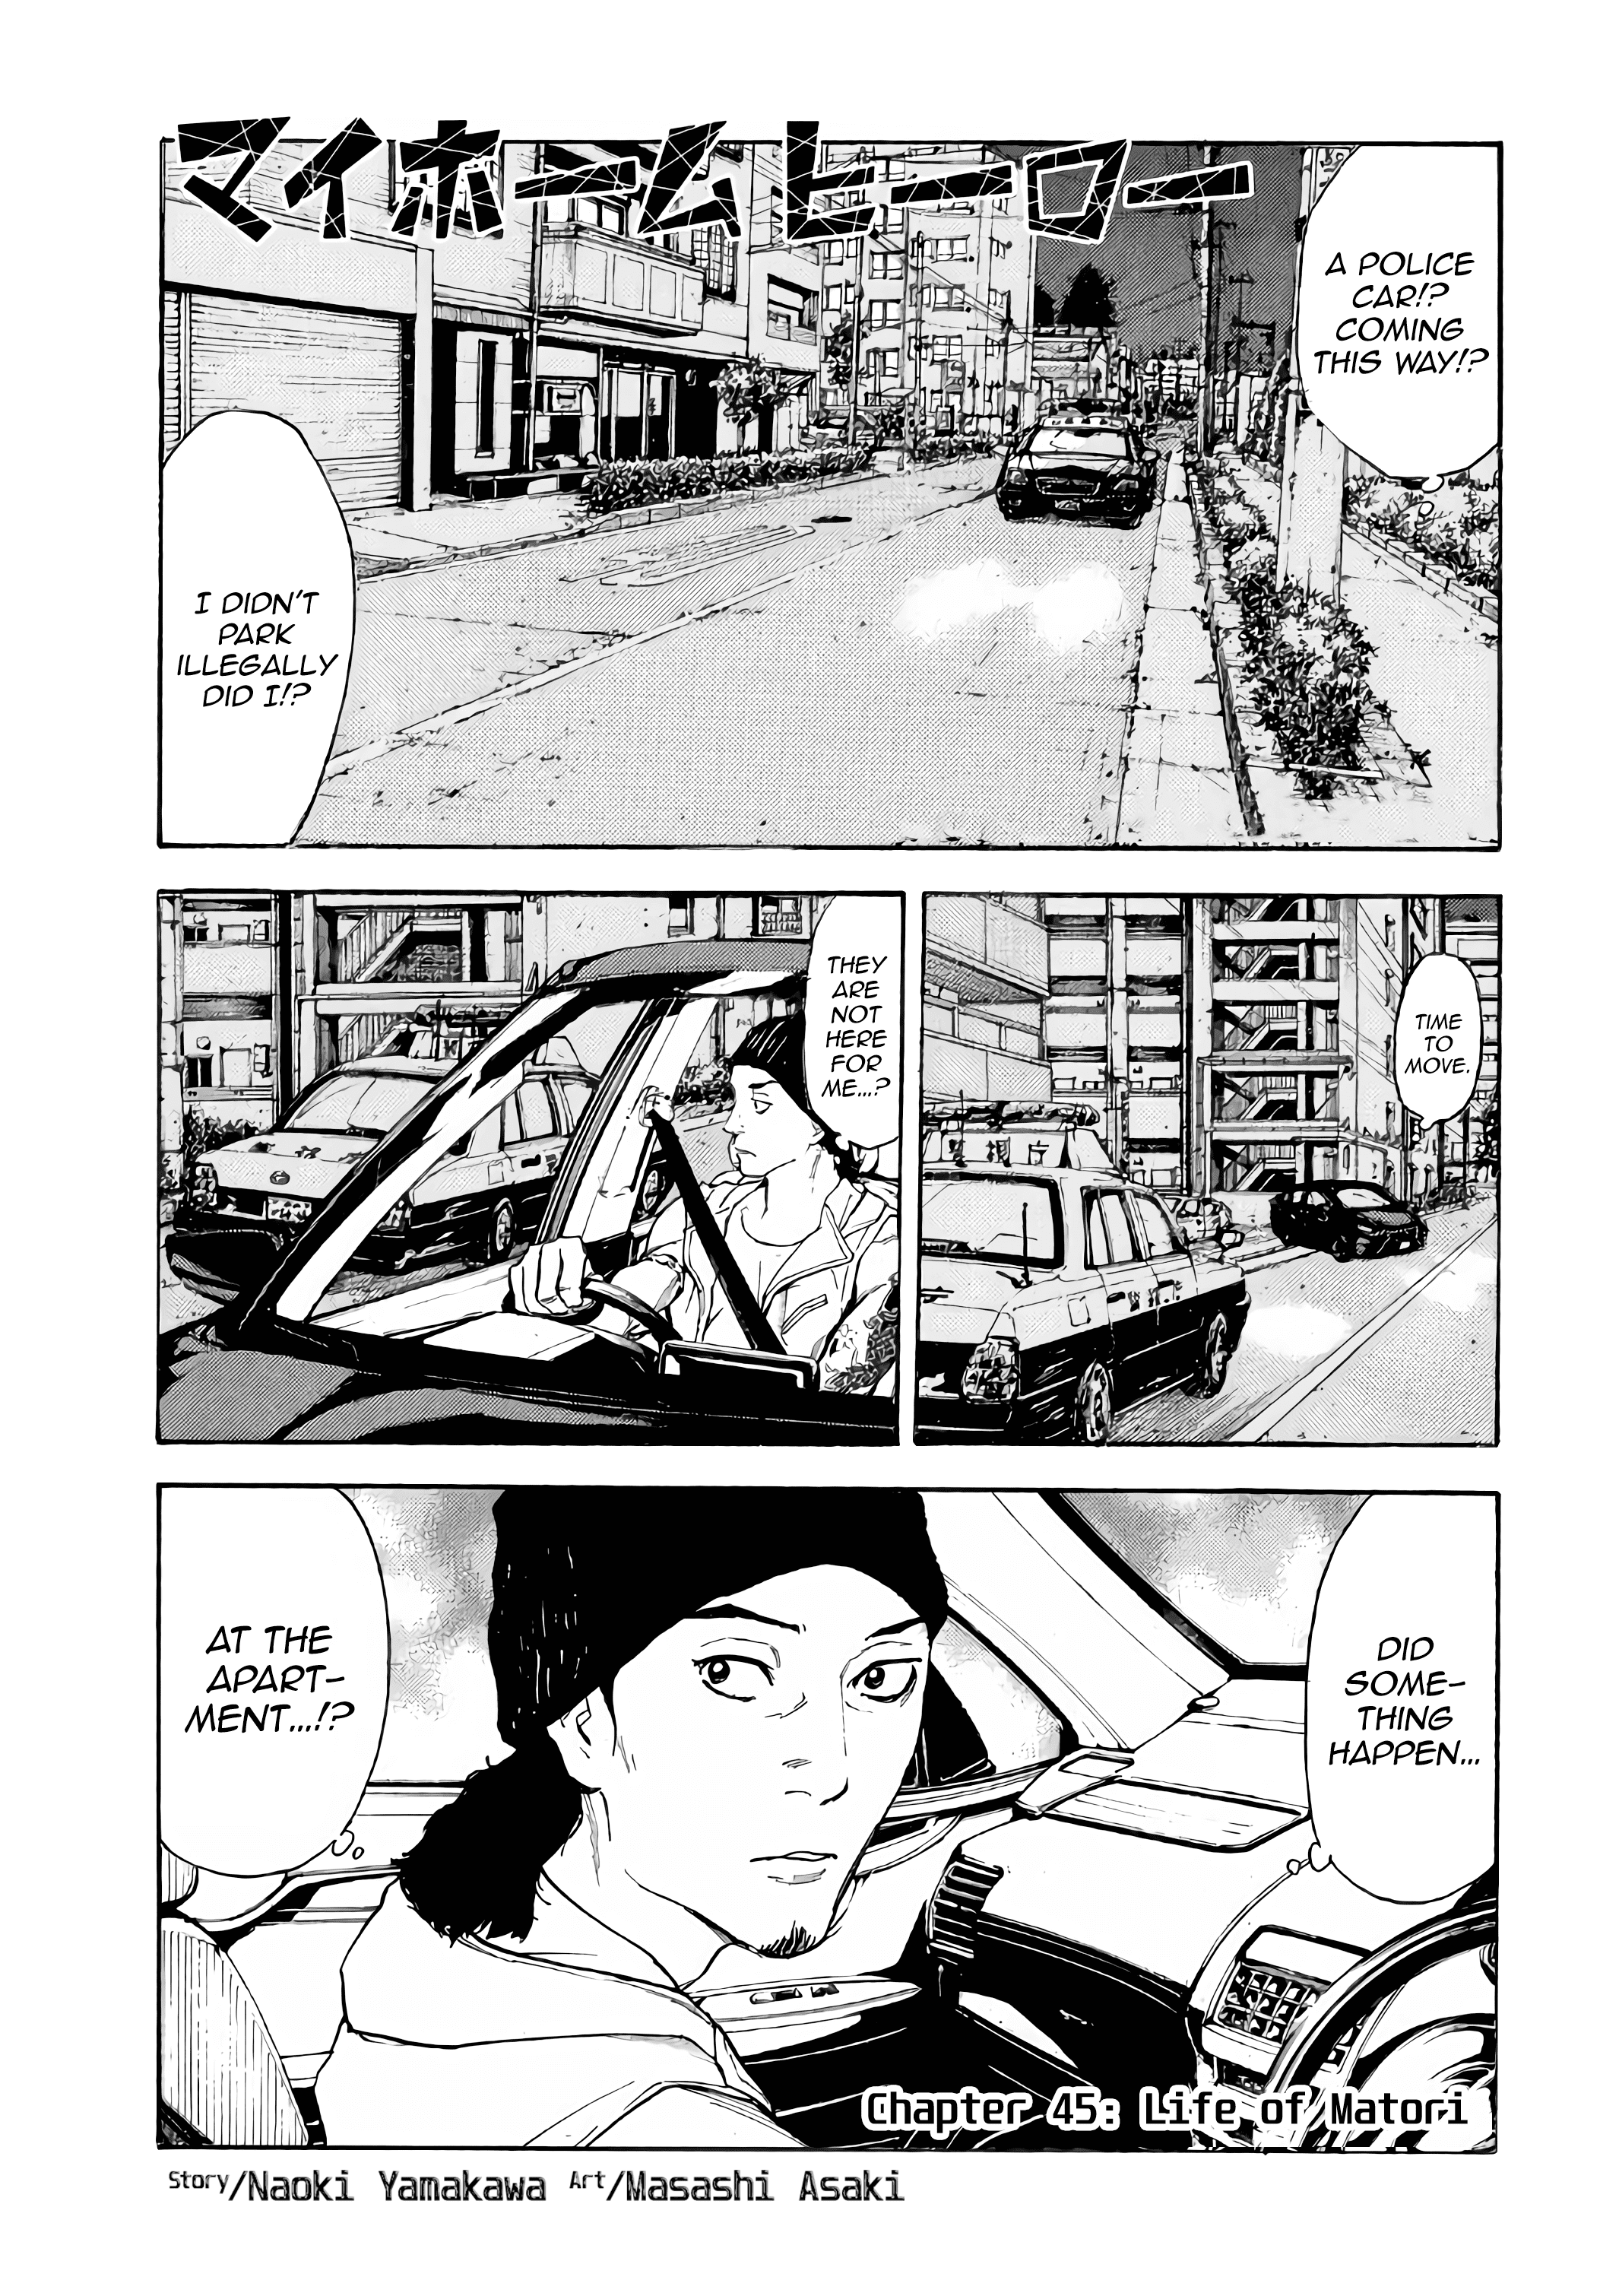 マイホームヒーロー
A POLICE
CAR!?
COMING
THIS WAY!?
I DIDN'T
PARK
ILLEGALLY
DID I!?
TIME
TO
MOVE.
視庁
THEY
ARE
NOT
HERE
FOR
ME...?
DID
SOME-
THING
HAPPEN...
AT THE
APART-
MENT...!?
Chapter 45: Life of Matori
Story/Naoki Yamakawa Art/Masashi Asaki